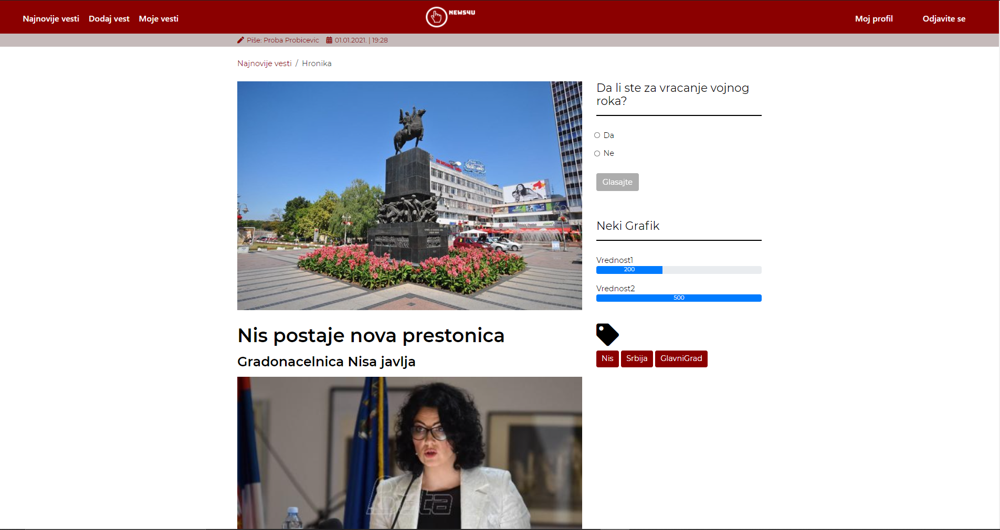 Najnovije vesti Dodaj vest Moje vesti
NEWS4U
Moj profil Odjavite se
Piše: Proba Probicevic 01.01.2021. | 19:28
Najnovije vesti / Hronika
Da li ste za vracanje vojnog
roka?
Da
Ne
Glasajte
Neki Grafik
Vrednost1
200
Vrednost2
500
Nis Srbija GlavniGrad
Nis postaje nova prestonica
Gradonacelnica Nisa javlja
Beta